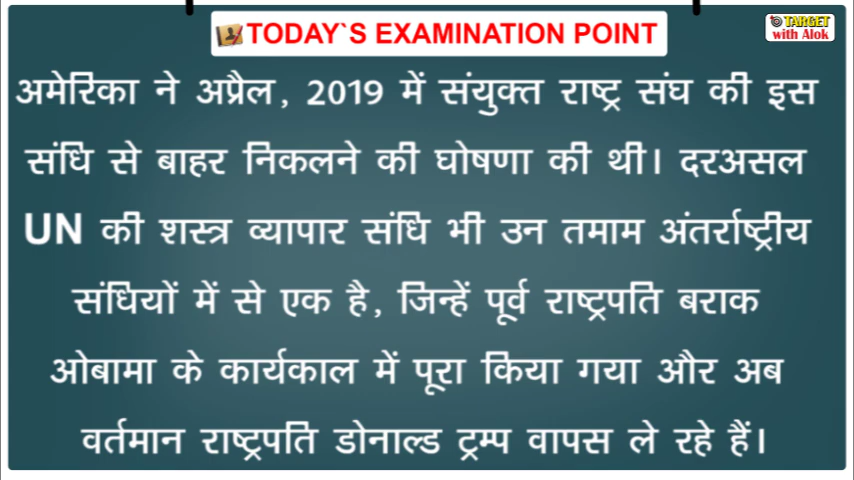 TODAY`S EXAMINATION POINT
TARGET
with Alok
अमेरिका ने अप्रैल, 2019 में संयुक्त राष्ट्र संघ की इस
संधि से बाहर निकलने की घोषणा की थी। दरअसल
UN की शस्त्र व्यापार संधि भी उन तमाम अंतर्राष्ट्रीय
संधियों में से एक है, जिन्हें पूर्व राष्ट्रपति बराक
ओबामा के कार्यकाल में पूरा किया गया और अब
वर्तमान राष्ट्रपति डोनाल्ड ट्रम्प वापस ले रहे हैं।